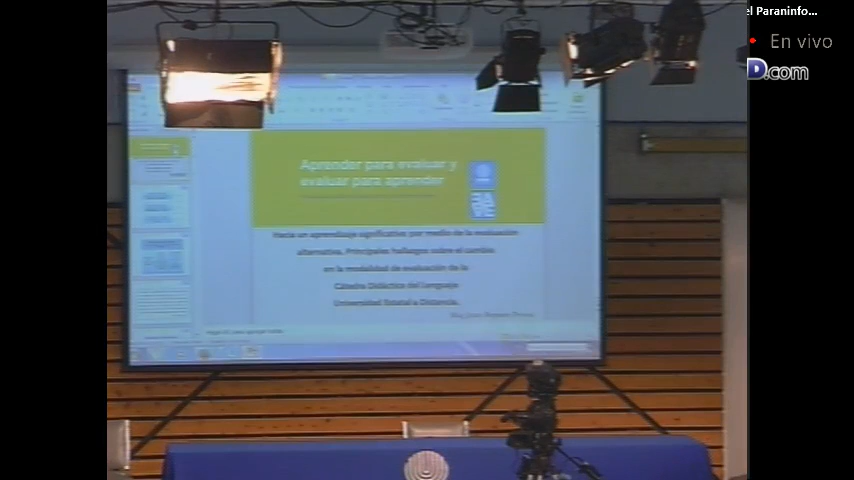 el Paraninfo...
En vivo
D.com
Aprender para evaluar y
evaluar para aprender
Hacia un aprendizaje significativo por medio de la evaluación
alternativa. Principales hallazgos sobre el cambio
en la modalidad de evaluación de la
Cátedra Didáctica del Lenguaje
Universidad Estatal a Distancia.